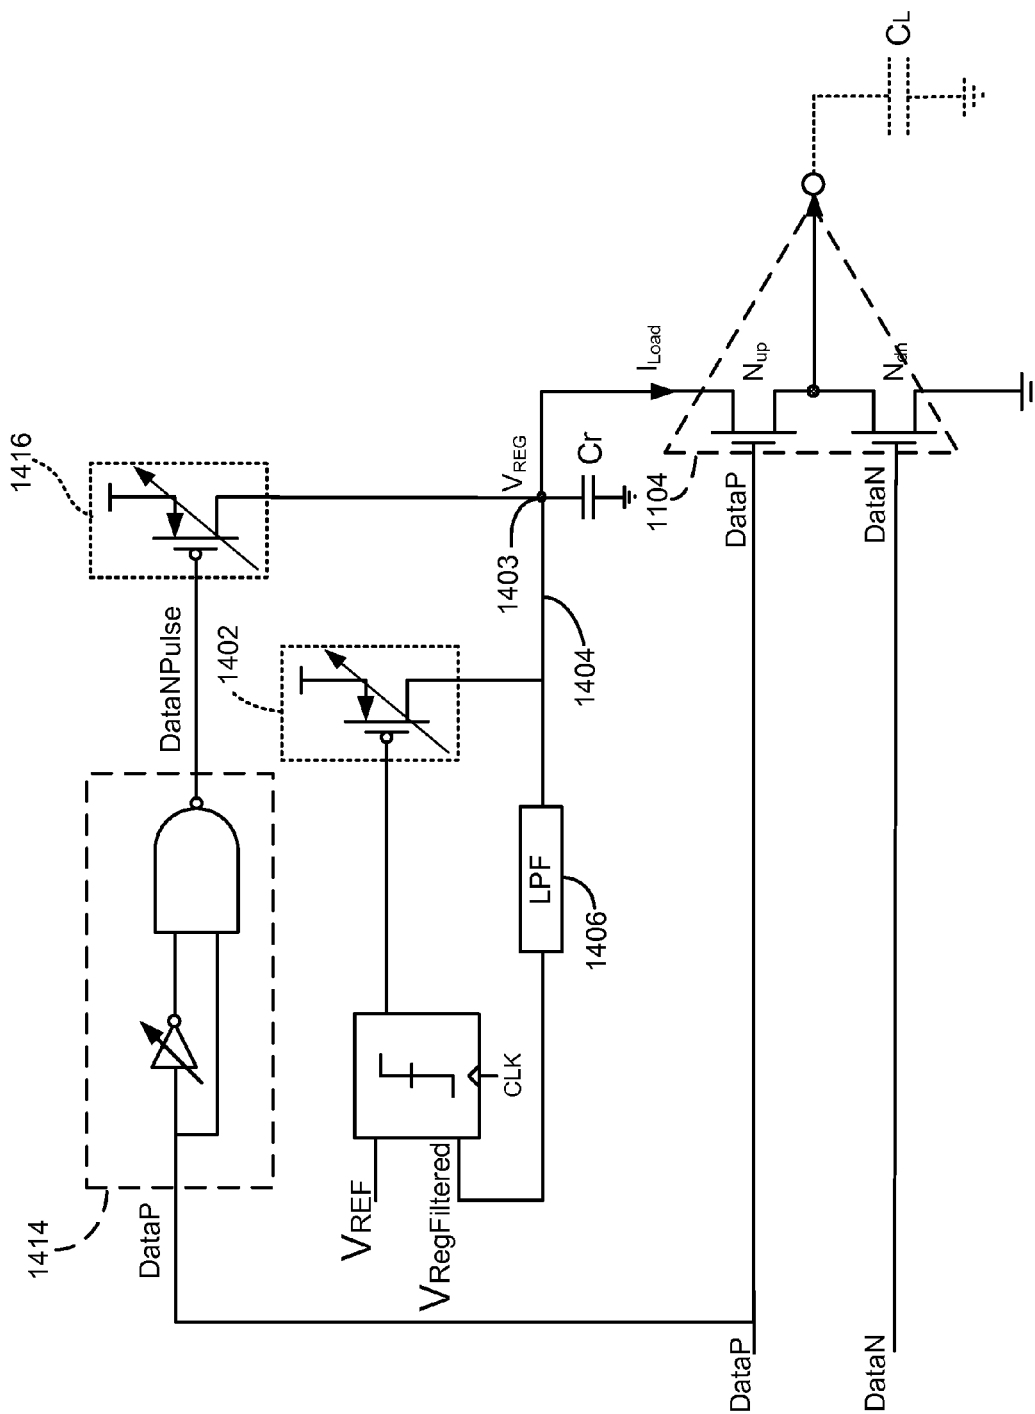 1414
DataP
DataNPulse
1416
1402
VREF
VRegFiltered
CLK
LPF
1406
1404
1403
VREG
Cr
ILoad
1104
DataP
DataP
Nup
DataN
DataN
Ndn
CL